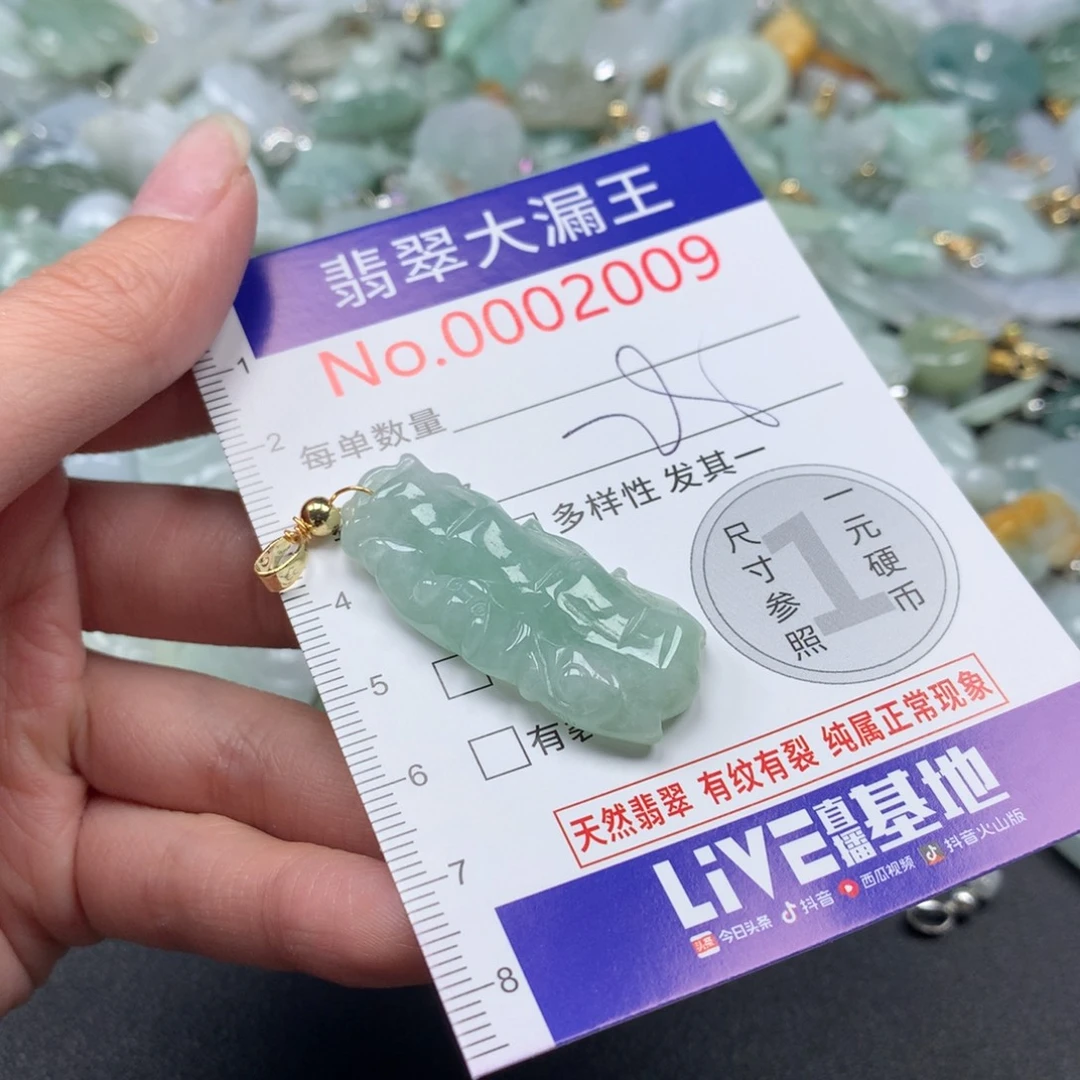 翡翠大漏王
No.0002009
1
2
每单数量
多样性 发其一
4
5
6
7
8
有
尺寸参照
1
一元硬币
天然翡翠 有纹有裂 纯属正常现象
LiVE直播基地
头条 今日头条 抖音 西瓜视频 抖音火山版